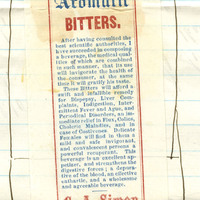 Aromatic
BITTERS.
After having consulted the
best scientific authorities, I
have succeeded in composing
a beverage, the medical qual-
ities of which are combined
in such manner, that its use
will invigorate the health of
the consumer, at the same
time it will gratify his taste.
These Bitters will afford a
swift and infallible remedy
for Dispepsy, Liver Com-
plaints, Indigestion, Inter-
mittent Fever and Ague, and
Periodical Disorders, an im-
mediate relief in Flux, Colics,
Choleric Maladies, and in
case of Costiveness. Delicate
Females will find in them a
mild and safe invigorant,
and convalescent persons a
powerful recuperator. This
beverage is an excellent ap-
petizer, and strengthens the
digestive forces; a depura-
tive of the blood, an effective
anthartic, and a wholesome
and agreeable beverage.
C. A. Simon